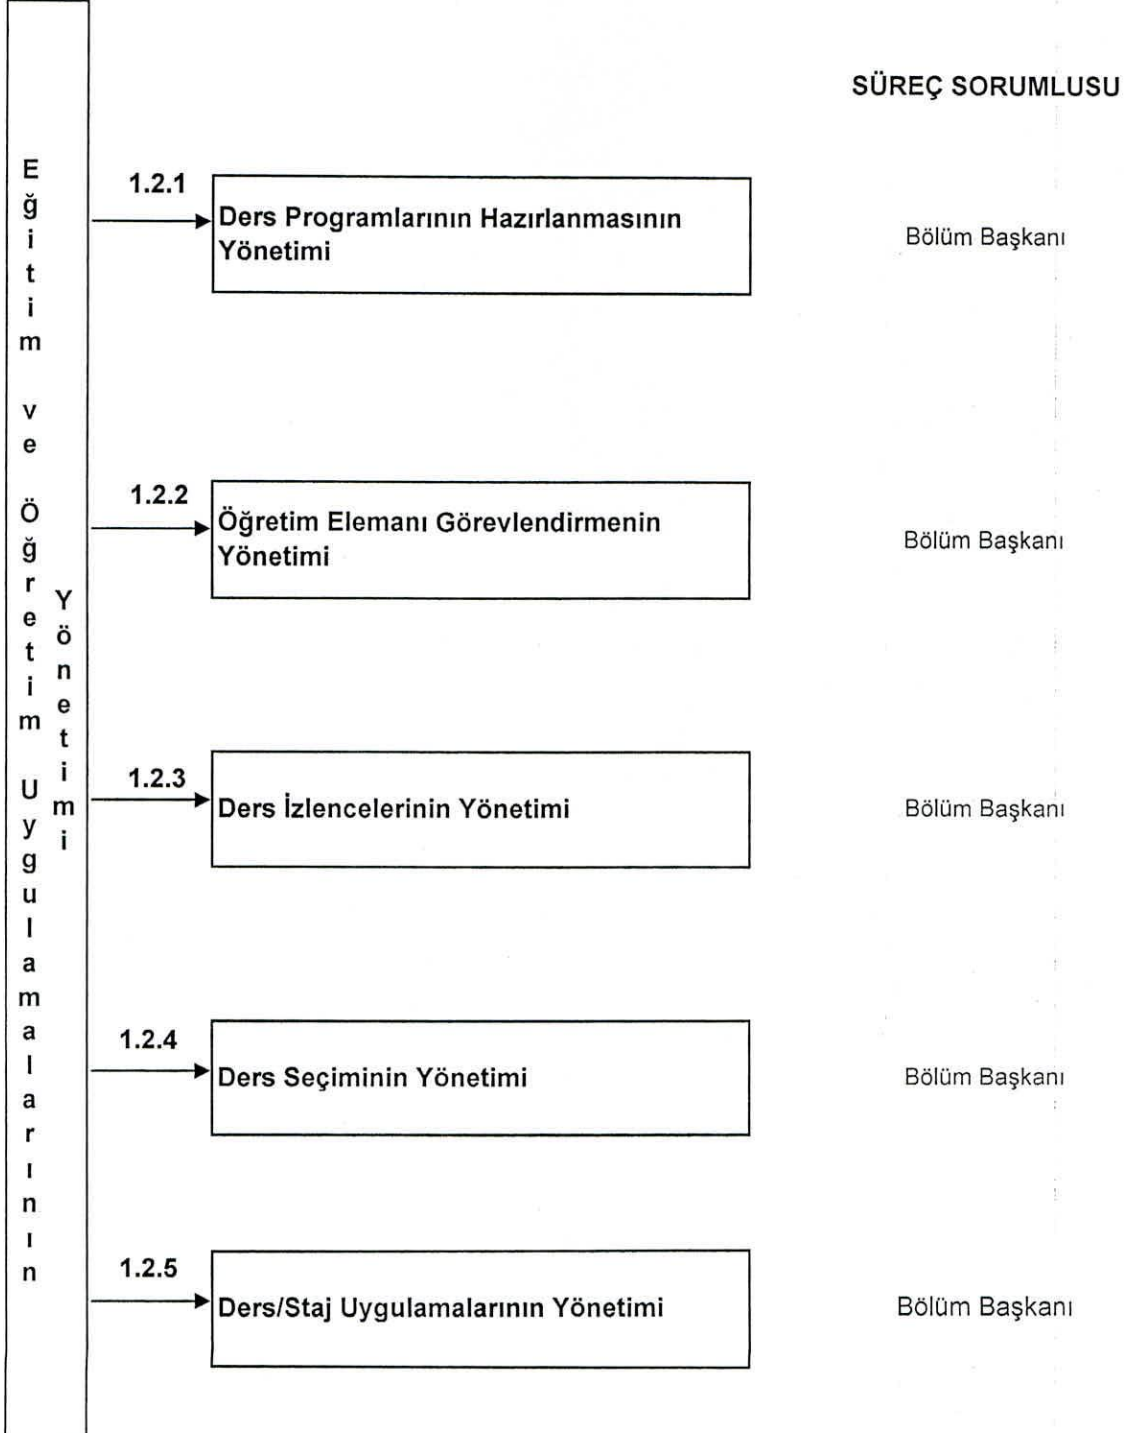 SÜREÇ SORUMLUSU
Eğitim ve Öğretim Uygulamalarının
Yönetimi
1.2.1
Ders Programlarının Hazırlanmasının
Yönetimi
Bölüm Başkanı
1.2.2
Öğretim Elemanı Görevlendirmenin
Yönetimi
Bölüm Başkanı
1.2.3
Ders İzlencelerinin Yönetimi
Bölüm Başkanı
1.2.4
Ders Seçiminin Yönetimi
Bölüm Başkanı
1.2.5
Ders/Staj Uygulamalarının Yönetimi
Bölüm Başkanı